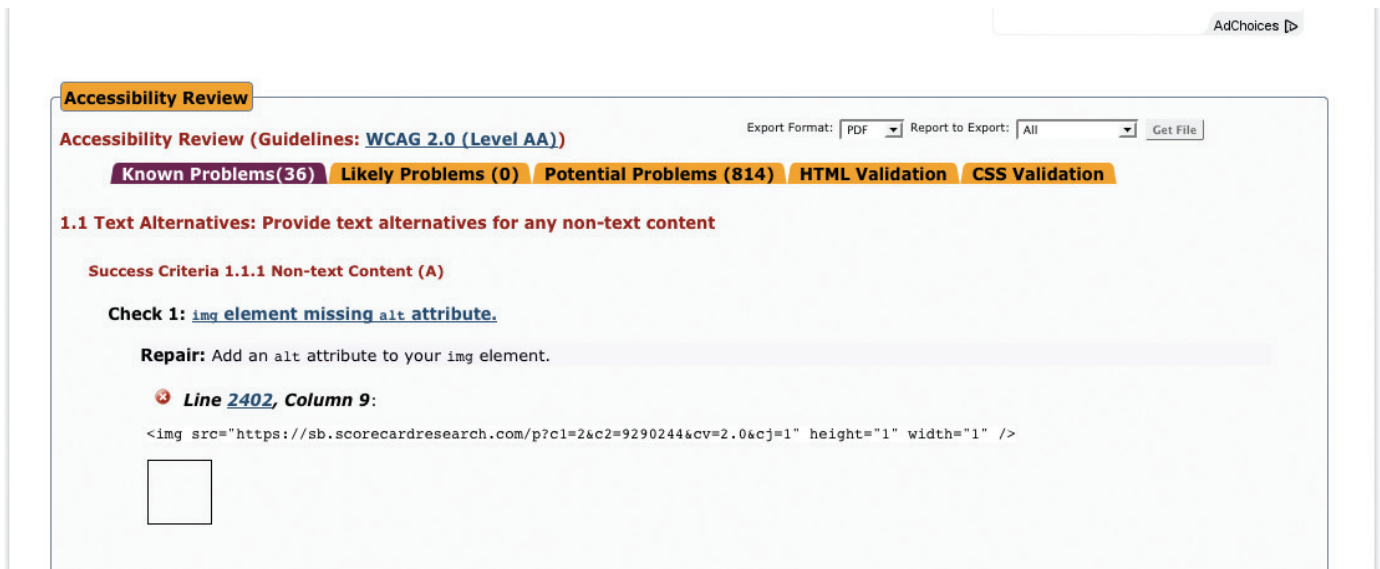 AdChoices
Accessibility Review
Accessibility Review (Guidelines: WCAG 2.0 (Level AA))
Export Format: PDF Report to Export: All Get File
Known Problems(36) Likely Problems (0) Potential Problems (814) HTML Validation CSS Validation
1.1 Text Alternatives: Provide text alternatives for any non-text content
Success Criteria 1.1.1 Non-text Content (A)
Check 1: img element missing alt attribute.
Repair: Add an alt attribute to your img element.
Line 2402, Column 9:
<img src="https://sb.scorecardresearch.com/p?c1=2&c2=9290244&cv=2.0&cj=1" height="1" width="1" />